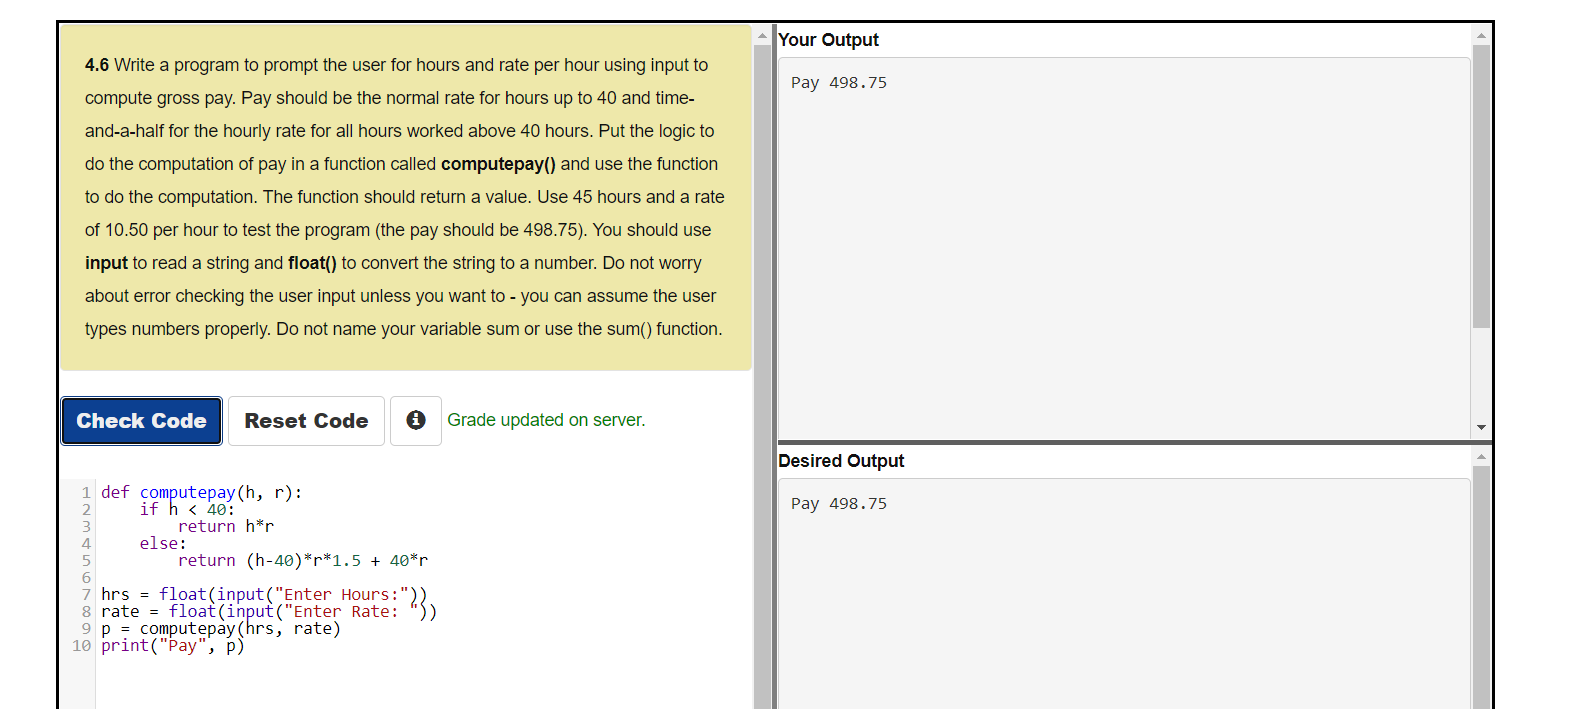 4.6 Write a program to prompt the user for hours and rate per hour using input to
compute gross pay. Pay should be the normal rate for hours up to 40 and time-
and-a-half for the hourly rate for all hours worked above 40 hours. Put the logic to
do the computation of pay in a function called computepay() and use the function
to do the computation. The function should return a value. Use 45 hours and a rate
of 10.50 per hour to test the program (the pay should be 498.75). You should use
input to read a string and float() to convert the string to a number. Do not worry
about error checking the user input unless you want to - you can assume the user
types numbers properly. Do not name your variable sum or use the sum() function.
Check Code Reset Code i Grade updated on server.
1 def computepay(h, r):
2     if h < 40:
3         return h*r
4     else:
5         return (h-40)*r*1.5 + 40*r
6
7 hrs = float(input("Enter Hours:"))
8 rate = float(input("Enter Rate: "))
9 p = computepay(hrs, rate)
10 print("Pay", p)
Your Output
Pay 498.75
Desired Output
Pay 498.75